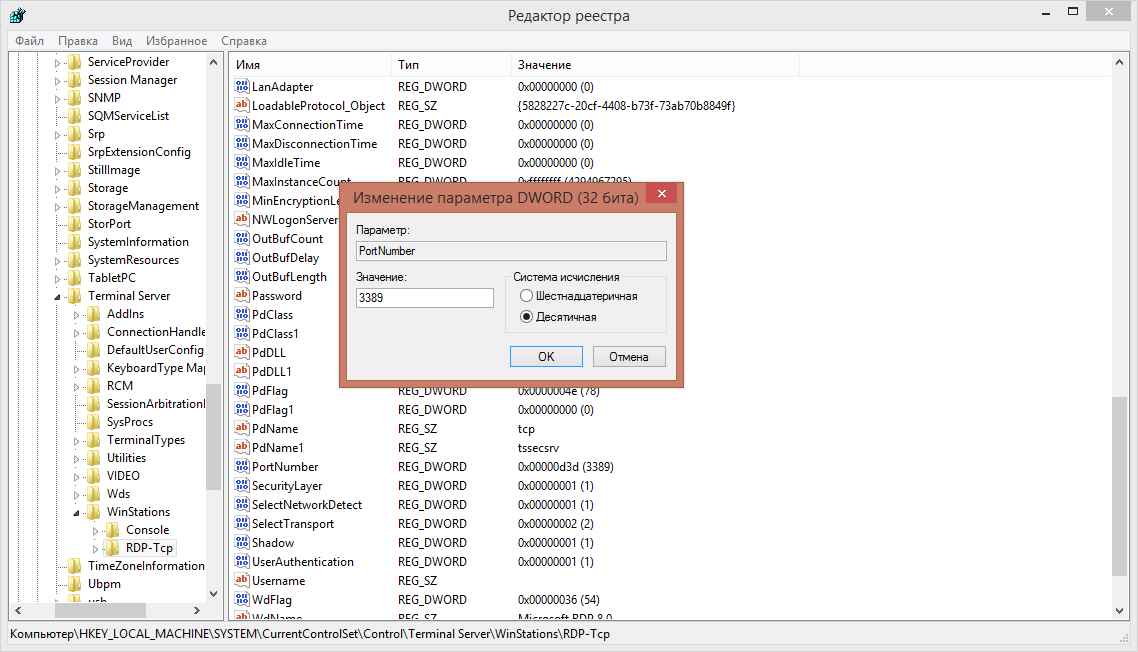 Редактор реестра
Файл Правка Вид Избранное Справка
ServiceProvider
Session Manager
SNMP
SQMServiceList
Srp
SrpExtensionConfig
StillImage
Storage
StorageManagement
StorPort
SystemInformation
SystemResources
TabletPC
Terminal Server
AddIns
ConnectionHandle
DefaultUserConfig
KeyboardType Map
RCM
SessionArbitration
SysProcs
TerminalTypes
Utilities
VIDEO
Wds
WinStations
Console
RDP-Tcp
TimeZoneInformation
Ubpm
usb
Имя Тип Значение
LanAdapter REG_DWORD 0x00000000 (0)
LoadableProtocol_Object REG_SZ {5828227c-20cf-4408-b73f-73ab70b8849f}
MaxConnectionTime REG_DWORD 0x00000000 (0)
MaxDisconnectionTime REG_DWORD 0x00000000 (0)
MaxIdleTime REG_DWORD 0x00000000 (0)
MaxInstanceCount REG_DWORD 0xffffffff (4294967295)
MinEncryptionLe
NWLogonServer
OutBufCount
OutBufDelay
OutBufLength
Password
PdClass
PdClass1
PdDLL
PdDLL1
PdFlag REG_DWORD 0x0000004e (78)
PdFlag1 REG_DWORD 0x00000000 (0)
PdName REG_SZ tcp
PdName1 REG_SZ tssecsrv
PortNumber REG_DWORD 0x00000d3d (3389)
SecurityLayer REG_DWORD 0x00000001 (1)
SelectNetworkDetect REG_DWORD 0x00000001 (1)
SelectTransport REG_DWORD 0x00000002 (2)
Shadow REG_DWORD 0x00000001 (1)
UserAuthentication REG_DWORD 0x00000001 (1)
Username REG_SZ
WdFlag REG_DWORD 0x00000036 (54)
WdName REG_SZ Microsoft RDP 8.0
Изменение параметра DWORD (32 бита)
Параметр:
PortNumber
Значение:
3389
Система исчисления
Шестнадцатеричная
Десятичная
OK Отмена
Компьютер\HKEY_LOCAL_MACHINE\SYSTEM\CurrentControlSet\Control\Terminal Server\WinStations\RDP-Tcp